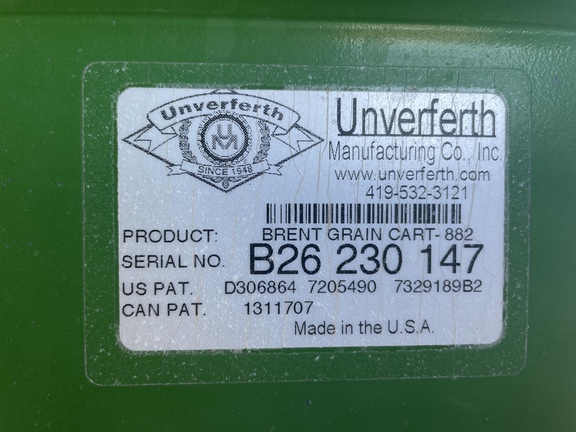 Unverferth
UM
SINCE 1948
Unverferth
Manufacturing Co., Inc.
www.unverferth.com
419-532-3121
PRODUCT: BRENT GRAIN CART- 882
SERIAL NO. B26 230 147
US PAT. D306864 7205490 7329189B2
CAN PAT. 1311707
Made in the U.S.A.